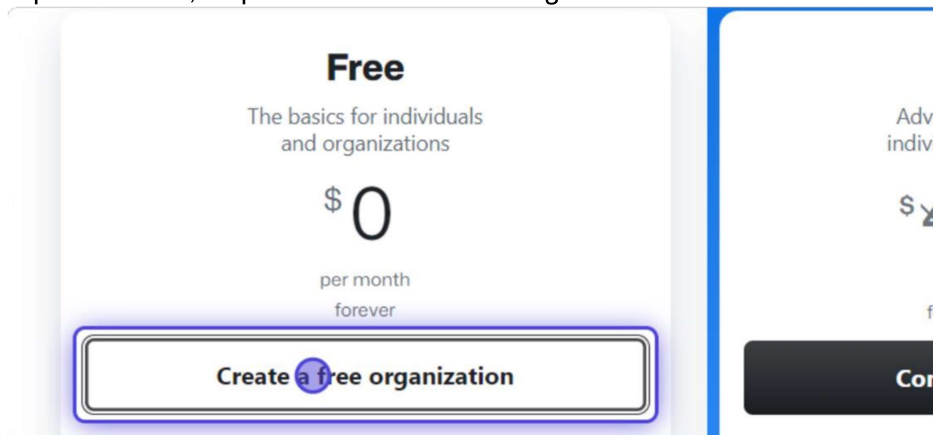 Free
The basics for individuals
and organizations
$0
per month
forever
Create a free organization
$